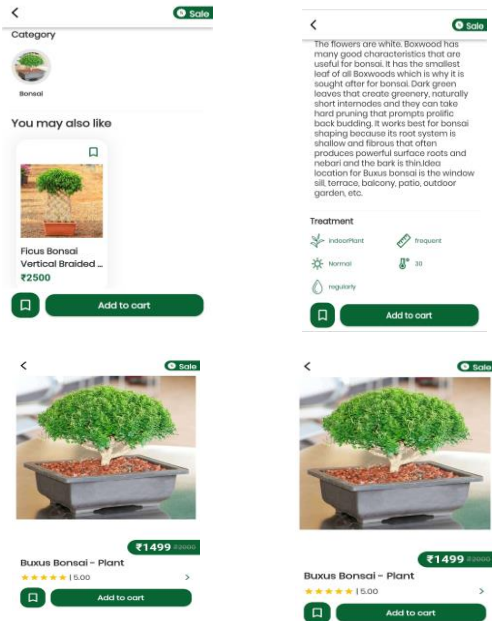 Sale
Category
Bonsai
You may also like
Ficus Bonsai
Vertical Braided ...
₹2500
Add to cart
Sale
The flowers are white. Boxwood has
many good characteristics that are
useful for bonsai. It has the smallest
leaf of all Boxwoods which is why it is
sought after for bonsai. Dark green
leaves that create greenery, naturally
short internodes and they can take
hard pruning that prompts prolific
back budding. It works best for bonsai
shaping because its root system is
shallow and fibrous that often
produces powerful surface roots and
nebari and the bark is thin.Idea
location for Buxus bonsai is the window
sill, terrace, balcony, patio, outdoor
garden, etc.
Treatment
IndoorPlant
frequent
Normal
30
regularly
Add to cart
Sale
₹1499 ₹2000
Buxus Bonsai - Plant
| 5.00
Add to cart
Sale
₹1499 ₹2000
Buxus Bonsai - Plant
| 5.00
Add to cart